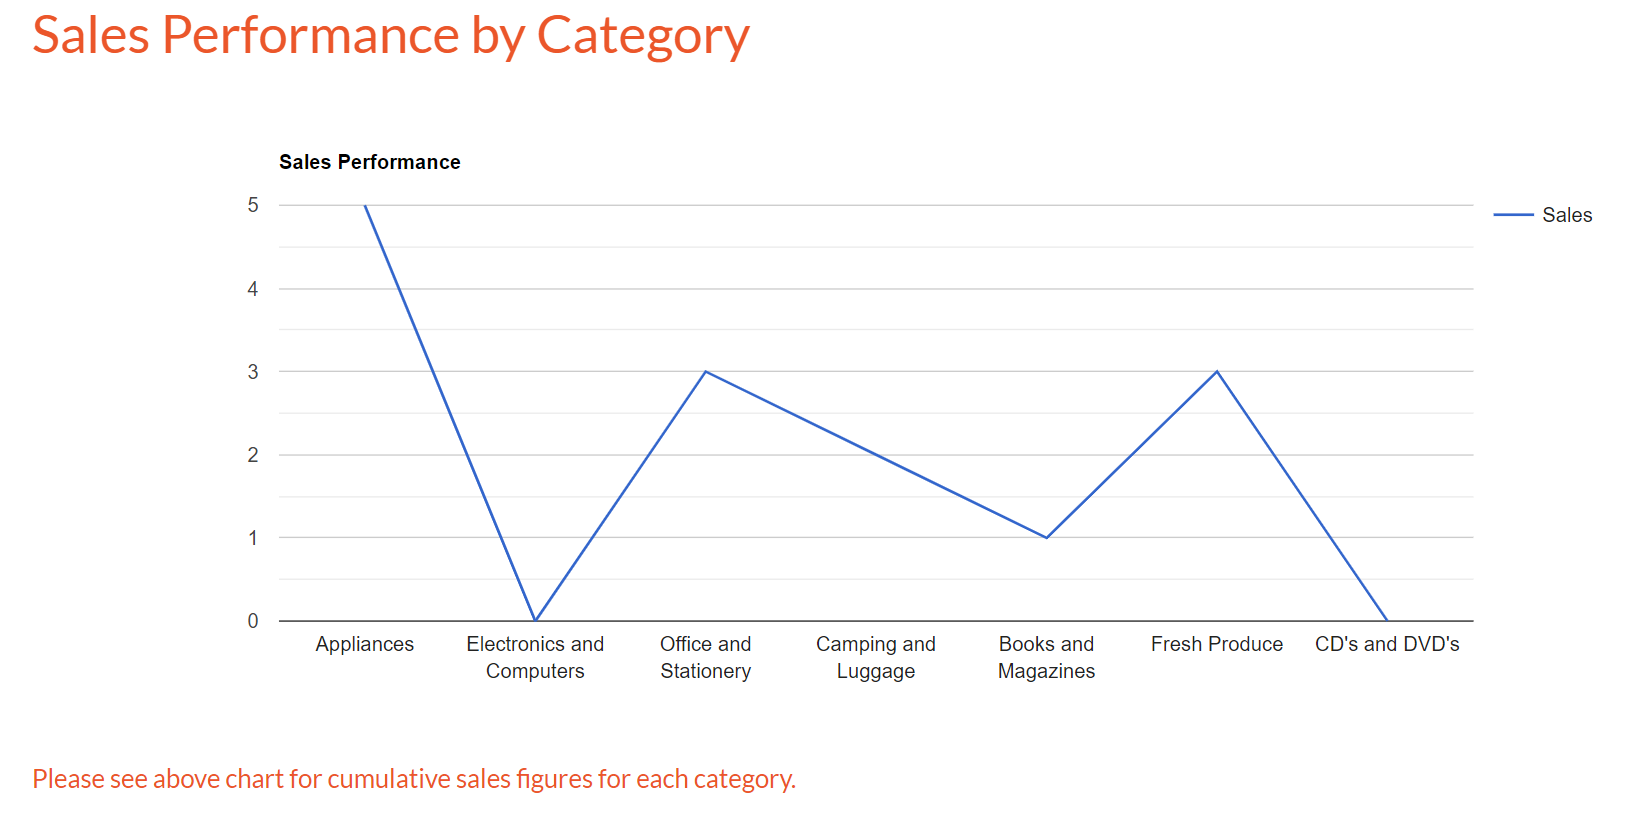 Sales Performance by Category
Sales Performance
5
4
3
2
1
0
Sales
Appliances
Electronics and
Computers
Office and
Stationery
Camping and
Luggage
Books and
Magazines
Fresh Produce
CD's and DVD's
Please see above chart for cumulative sales figures for each category.